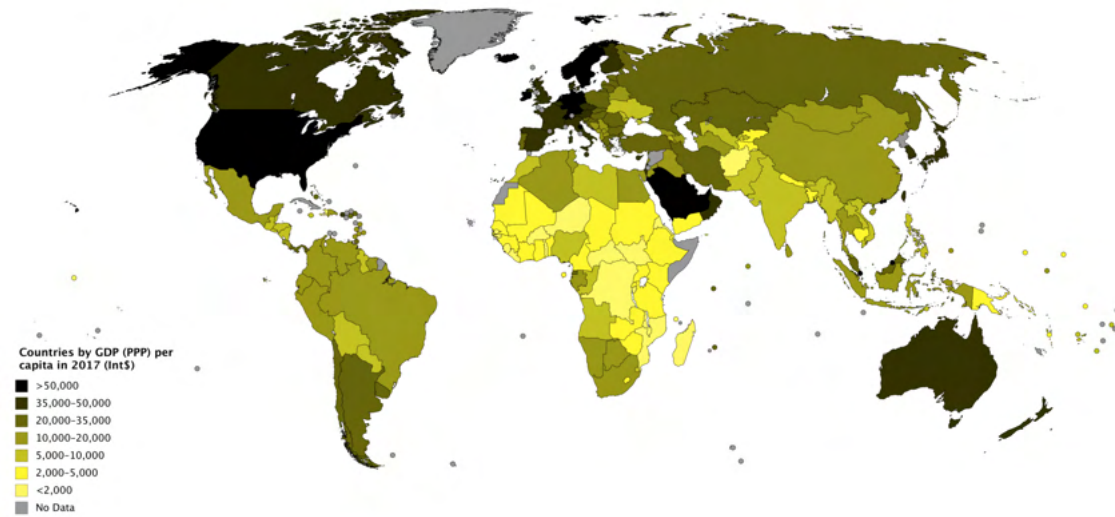 Countries by GDP (PPP) per
capita in 2017 (Int$)
>50,000
35,000–50,000
20,000–35,000
10,000–20,000
5,000–10,000
2,000–5,000
<2,000
No Data